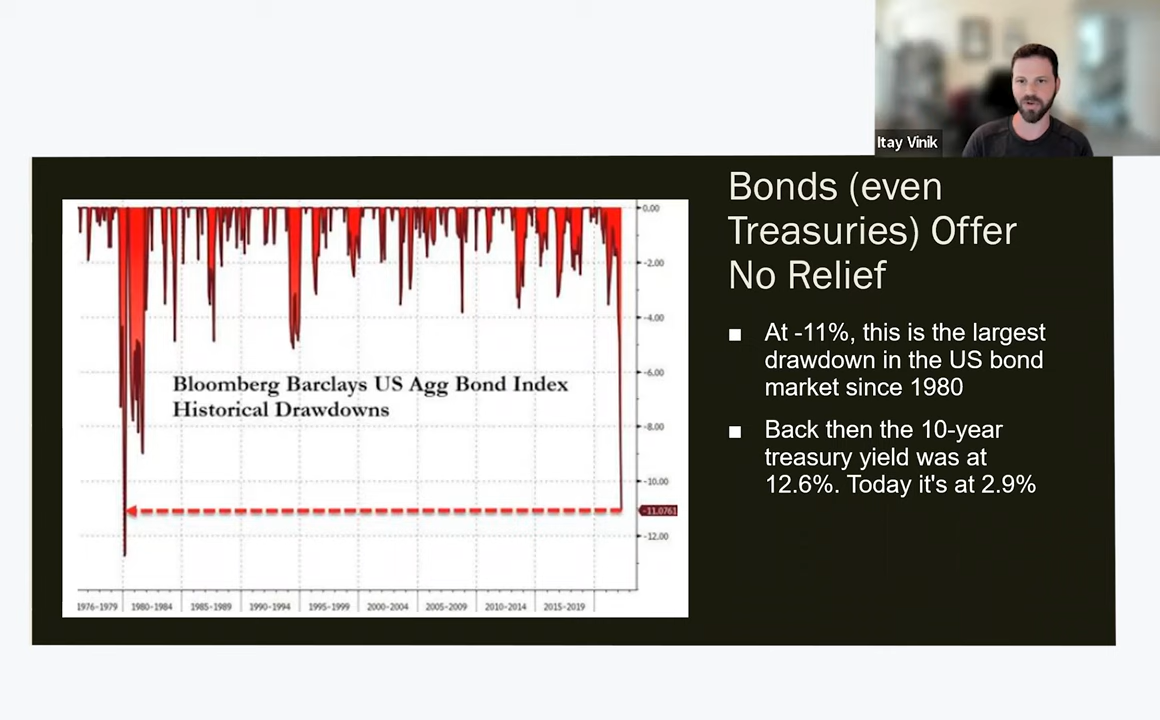 Itay Vinik
Bonds (even
Treasuries) Offer
No Relief
At -11%, this is the largest
drawdown in the US bond
market since 1980
Back then the 10-year
treasury yield was at
12.6%. Today it's at 2.9%
Bloomberg Barclays US Agg Bond Index
Historical Drawdowns
0.00
-2.00
-4.00
-6.00
-8.00
-10.00
-11.0761
-12.00
1976-1979 1980-1984 1985-1989 1990-1994 1995-1999 2000-2004 2005-2009 2010-2014 2015-2019